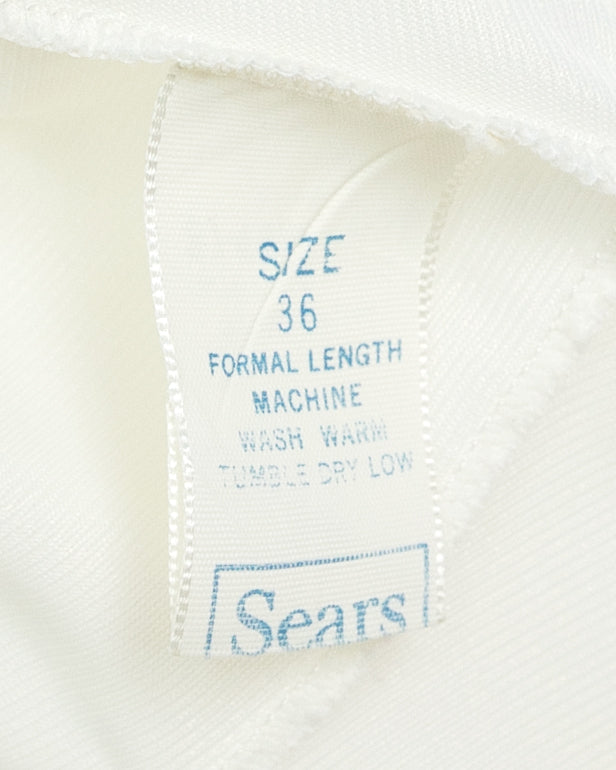 SIZE
36
FORMAL LENGTH
MACHINE
WASH WARM
TUMBLE DRY LOW
Sears